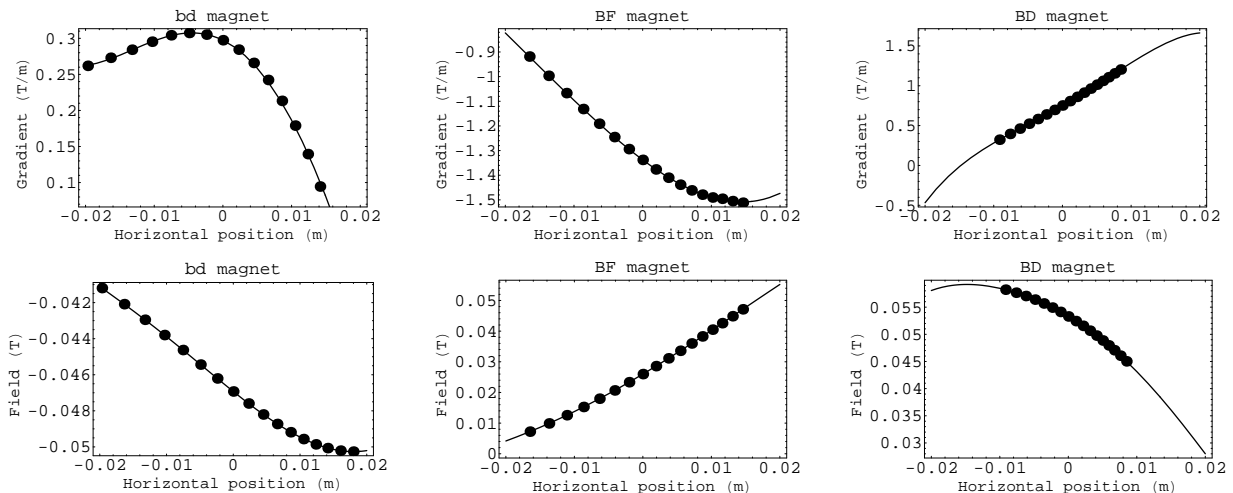 bd magnet
BF magnet
BD magnet
Gradient (T/m)
0.3
0.25
0.2
0.15
0.1
-0.02 -0.01 0 0.01 0.02
Horizontal position (m)
Gradient (T/m)
-0.9
-1
-1.1
-1.2
-1.3
-1.4
-1.5
-0.02 -0.01 0 0.01 0.02
Horizontal position (m)
Gradient (T/m)
1.5
1
0.5
0
-0.5
-0.02 -0.01 0 0.01 0.02
Horizontal position (m)
bd magnet
BF magnet
BD magnet
Field (T)
-0.042
-0.044
-0.046
-0.048
-0.05
-0.02 -0.01 0 0.01 0.02
Horizontal position (m)
Field (T)
0.05
0.04
0.03
0.02
0.01
0
-0.02 -0.01 0 0.01 0.02
Horizontal position (m)
Field (T)
0.055
0.05
0.045
0.04
0.035
0.03
-0.02 -0.01 0 0.01 0.02
Horizontal position (m)